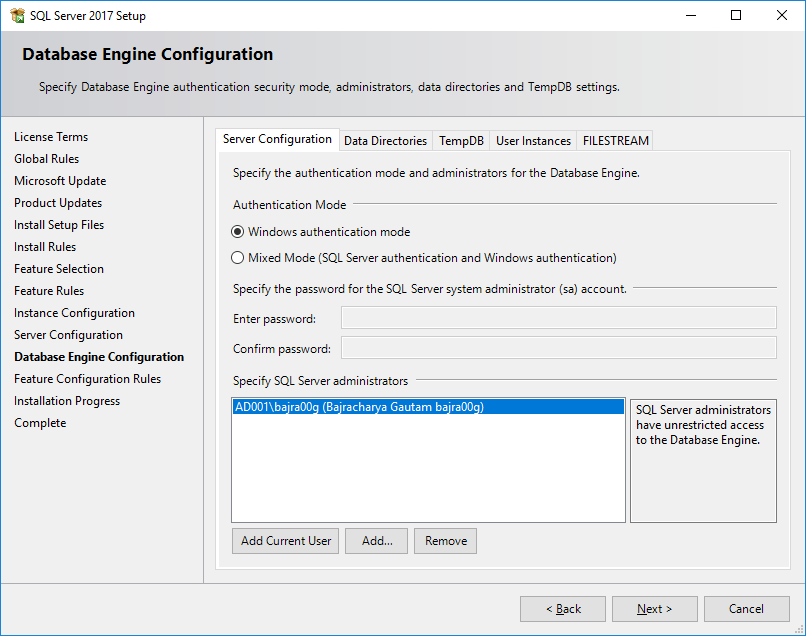 SQL Server 2017 Setup
Database Engine Configuration
Specify Database Engine authentication security mode, administrators, data directories and TempDB settings.
License Terms
Global Rules
Microsoft Update
Product Updates
Install Setup Files
Install Rules
Feature Selection
Feature Rules
Instance Configuration
Server Configuration
Database Engine Configuration
Feature Configuration Rules
Installation Progress
Complete
Server Configuration Data Directories TempDB User Instances FILESTREAM
Specify the authentication mode and administrators for the Database Engine.
Authentication Mode
Windows authentication mode
Mixed Mode (SQL Server authentication and Windows authentication)
Specify the password for the SQL Server system administrator (sa) account.
Enter password:
Confirm password:
Specify SQL Server administrators
AD001\bajra00g (Bajracharya Gautam bajra00g)
SQL Server administrators
have unrestricted access
to the Database Engine.
Add Current User Add... Remove
< Back Next > Cancel